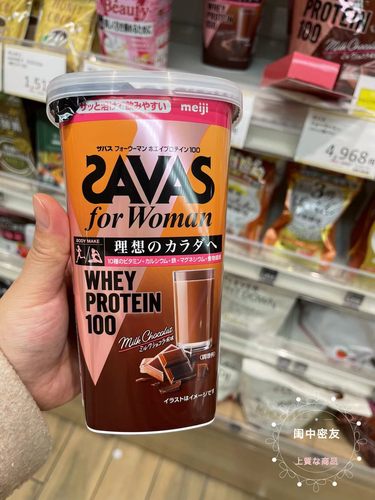 Beauty
WHEY PROTEIN
100
Milk Chocolate
4,968
サッと溶けて飲みやすい
meiji
ザバス フォーウーマン ホエイプロテイン100
SAVAS
for Woman
BODY MAKE
理想のカラダへ
10種のビタミン+カルシウム・鉄・マグネシウム・食物繊維
WHEY
PROTEIN
100
Milk Chocolate
ミルクショコラ風味
(調理例)
イラストはイメージです
闺中密友
上質な商品